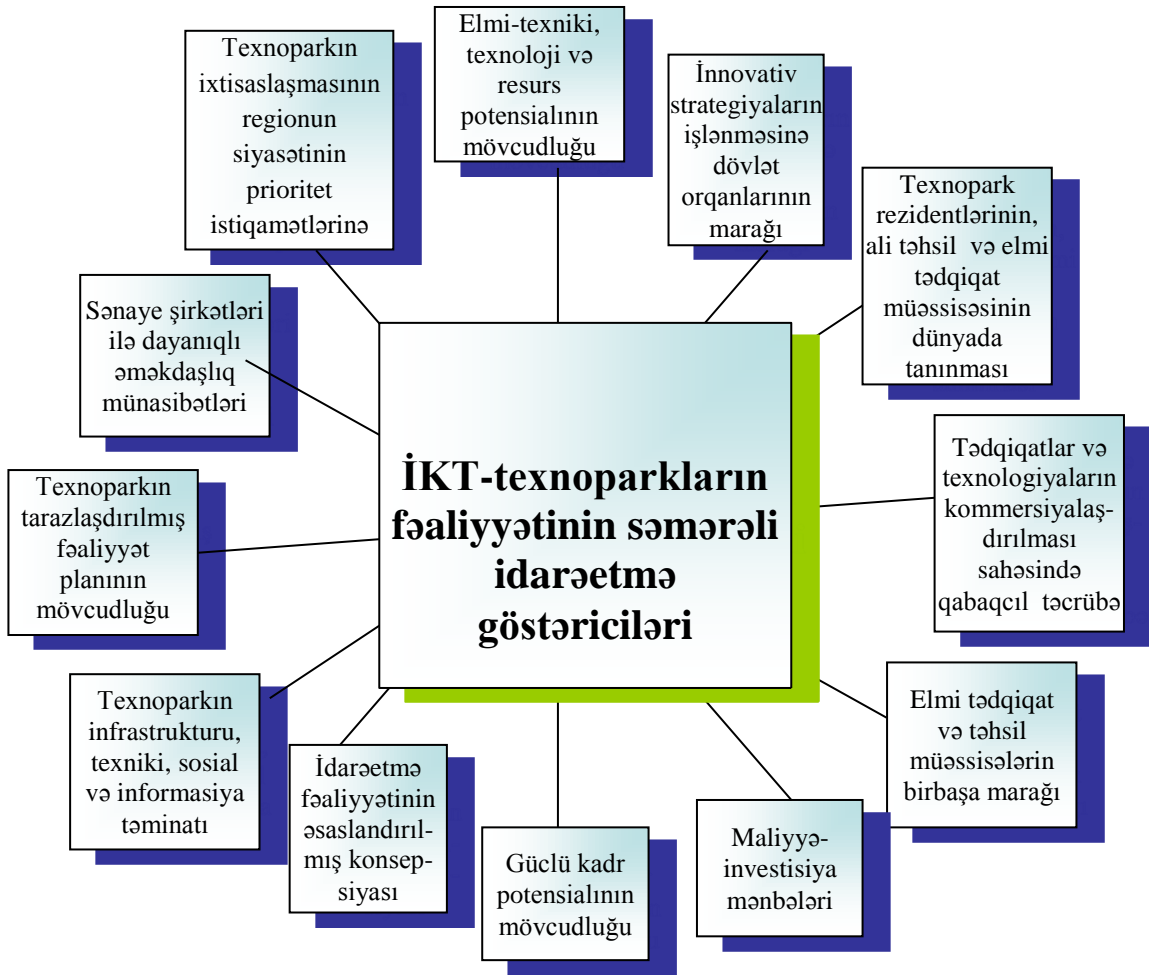 Texnoparkın
ixtisaslaşmasının
regionun
siyasətinin
prioritet
istiqamətlərinə
Elmi-texniki,
texnoloji və
resurs
potensialının
mövcudluğu
İnnovativ
strategiyaların
işlənməsinə
dövlət
orqanlarının
marağı
Texnopark
rezidentlərinin,
ali təhsil və elmi
tədqiqat
müəssisəsinin
dünyada
tanınması
Sənaye şirkətləri
ilə dayanıqlı
əməkdaşlıq
münasibətləri
İKT-texnoparkların
fəaliyyətinin səmərəli
idarəetmə
göstəriciləri
Tədqiqatlar və
texnologiyaların
kommersiyalaş-
dırılması
sahəsində
qabaqcıl təcrübə
Texnoparkın
tarazlaşdırılmış
fəaliyyət
planının
mövcudluğu
Elmi tədqiqat
və təhsil
müəssisələrin
birbaşa marağı
Texnoparkın
infrastrukturu,
texniki, sosial
və informasiya
təminatı
İdarəetmə
fəaliyyətinin
əsaslandırıl-
mış konsep-
siyası
Güclü kadr
potensialının
mövcudluğu
Maliyyə-
investisiya
mənbələri